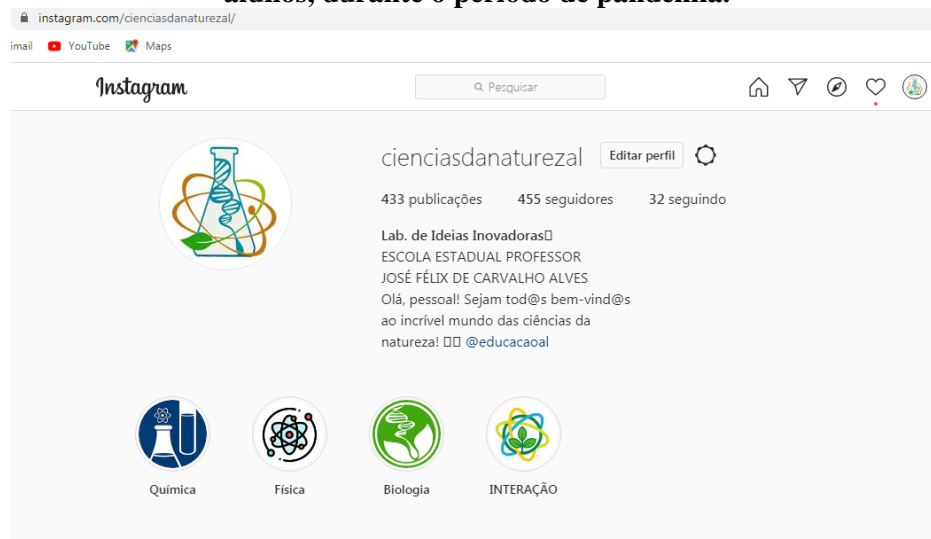 alunos, durante o período de pandemia.
instagram.com/cienciasdanaturezal/
YouTube Maps
Instagram
Pesquisar
cienciasdanaturezal Editar perfil
433 publicações 455 seguidores 32 seguindo
Lab. de Ideias Inovadoras
ESCOLA ESTADUAL PROFESSOR
JOSÉ FÉLIX DE CARVALHO ALVES
Olá, pessoal! Sejam tod@s bem-vind@s
ao incrível mundo das ciências da
natureza! @educacaoal
Química Física Biologia INTERAÇÃO